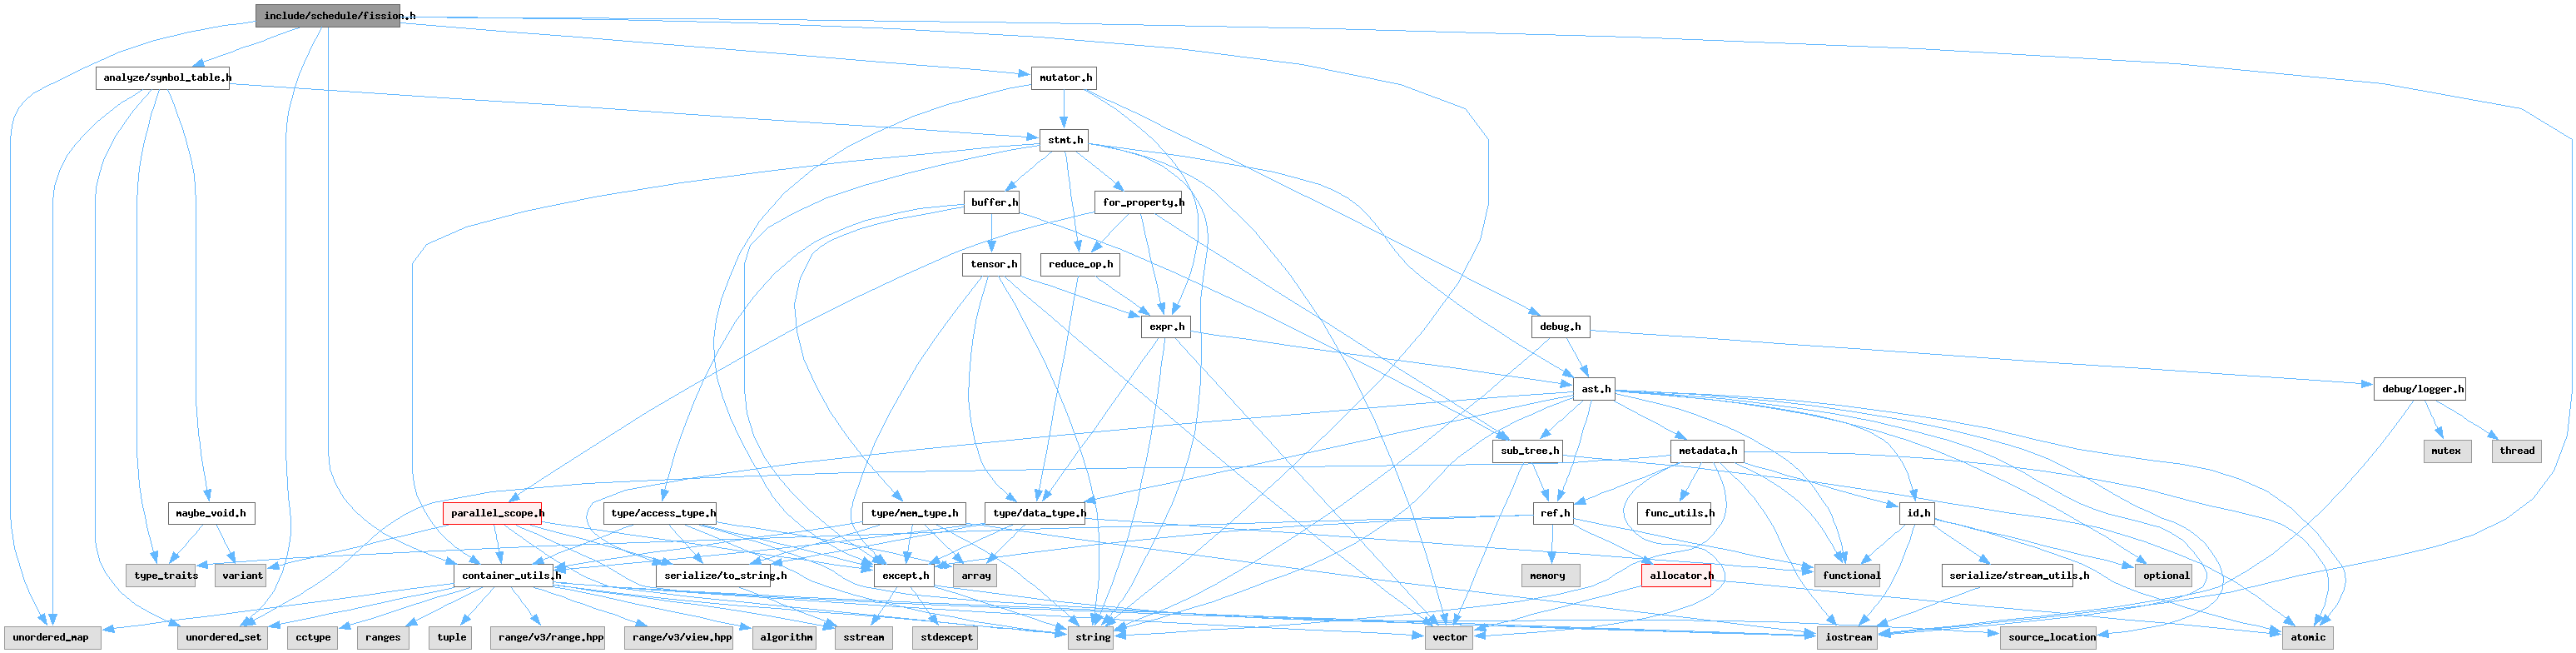 include/schedule/fission.h
analyze/symbol_table.h
mutator.h
stmt.h
buffer.h
for_property.h
tensor.h
reduce_op.h
expr.h
debug.h
ast.h
debug/logger.h
sub_tree.h
metadata.h
mutex
thread
maybe_void.h
parallel_scope.h
type/access_type.h
type/mem_type.h
type/data_type.h
ref.h
func_utils.h
id.h
type_traits
variant
container_utils.h
serialize/to_string.h
except.h
array
memory
allocator.h
functional
serialize/stream_utils.h
optional
unordered_map
unordered_set
cctype
ranges
tuple
range/v3/range.hpp
range/v3/view.hpp
algorithm
sstream
stdexcept
string
vector
iostream
source_location
atomic